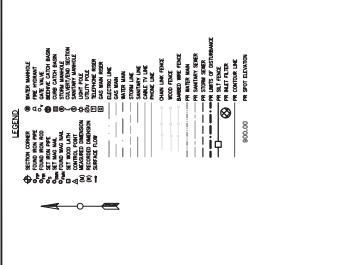 LEGEND
SECTION CORNER
FOUND IRON PIPE
FOUND IRON ROD
SET IRON PIPE
SET MAG NAIL
FOUND MAG NAIL
SET WOOD LATH
CONTROL POINT
(M) MEASURED DIMENSION
(R) RECORDED DIMENSION
SURFACE FLOW
WATER MANHOLE
FIRE HYDRANT
GATE VALVE
BEEHIVE CATCH BASIN
CURB CATCH BASIN
STORM MANHOLE
CULVERT/END SECTION
SANITARY MANHOLE
LIGHT POLE
UTILITY POLE
TELEPHONE RISER
GAS MAIN RISER
ELECTRIC LINE
GAS MAIN
WATER MAIN
STORM LINE
SANITARY LINE
CABLE TV LINE
PHONE LINE
CHAIN LINK FENCE
WOOD FENCE
BARBED WIRE FENCE
PR WATER MAIN
PR SANITARY SEWER
PR STORM SEWER
PR LIMITS OF DISTURBANCE
PR SILT FENCE
PR INLET FILTER
PR CONTOUR LINE
900.00 PR SPOT ELEVATION